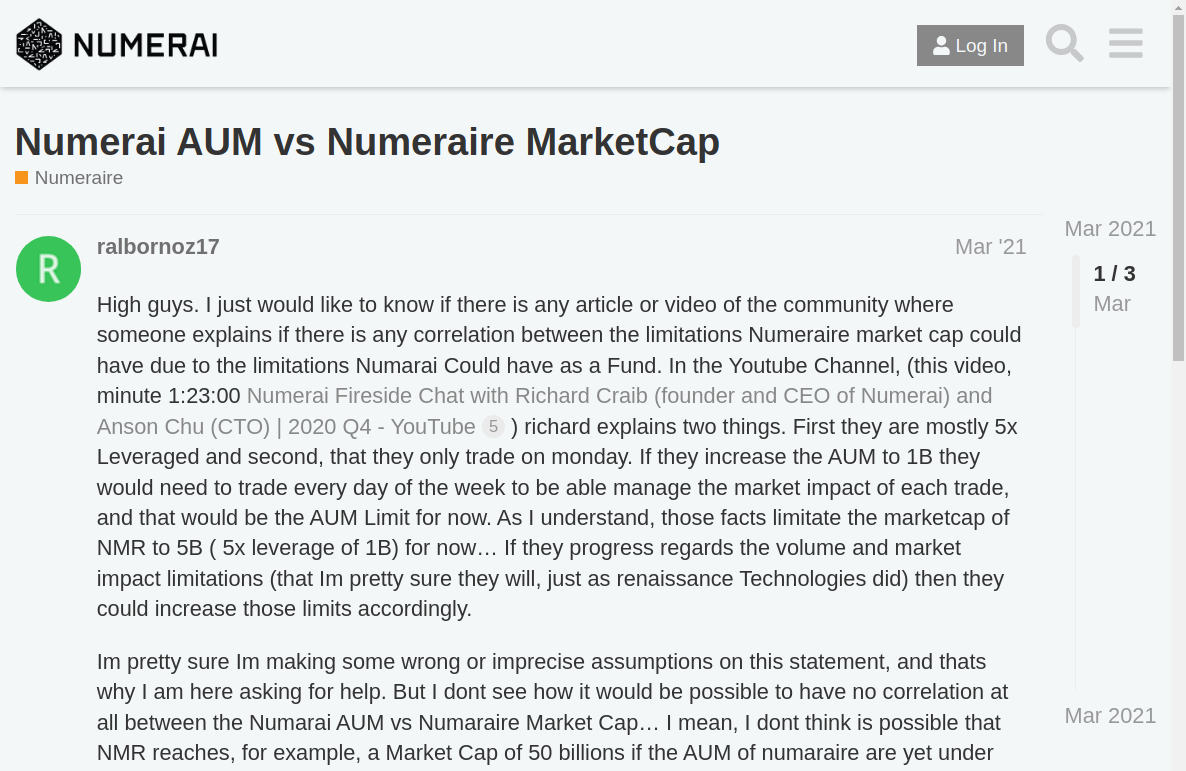 NUMERAI
Log In
Numerai AUM vs Numeraire MarketCap
Numeraire
Mar 2021
R
ralbornoz17
Mar '21
1 / 3
Mar
High guys. I just would like to know if there is any article or video of the community where
someone explains if there is any correlation between the limitations Numeraire market cap could
have due to the limitations Numarai Could have as a Fund. In the Youtube Channel, (this video,
minute 1:23:00 Numerai Fireside Chat with Richard Craib (founder and CEO of Numerai) and
Anson Chu (CTO) | 2020 Q4 - YouTube 5 ) richard explains two things. First they are mostly 5x
Leveraged and second, that they only trade on monday. If they increase the AUM to 1B they
would need to trade every day of the week to be able manage the market impact of each trade,
and that would be the AUM Limit for now. As I understand, those facts limitate the marketcap of
NMR to 5B ( 5x leverage of 1B) for now… If they progress regards the volume and market
impact limitations (that Im pretty sure they will, just as renaissance Technologies did) then they
could increase those limits accordingly.
Im pretty sure Im making some wrong or imprecise assumptions on this statement, and thats
why I am here asking for help. But I dont see how it would be possible to have no correlation at
all between the Numarai AUM vs Numaraire Market Cap… I mean, I dont think is possible that
NMR reaches, for example, a Market Cap of 50 billions if the AUM of numaraire are yet under
Mar 2021